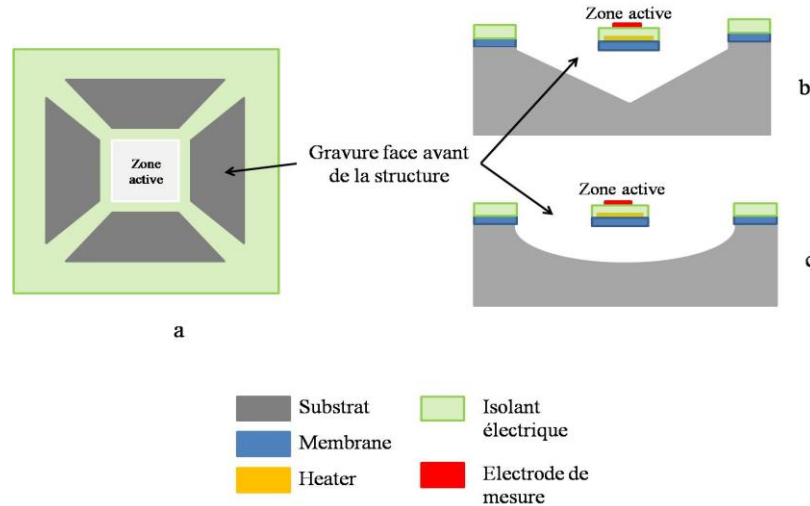 Zone active
b
Zone
active
Gravure face avant
de la structure
Zone active
c
a
Substrat
Membrane
Heater
Isolant
électrique
Electrode de
mesure